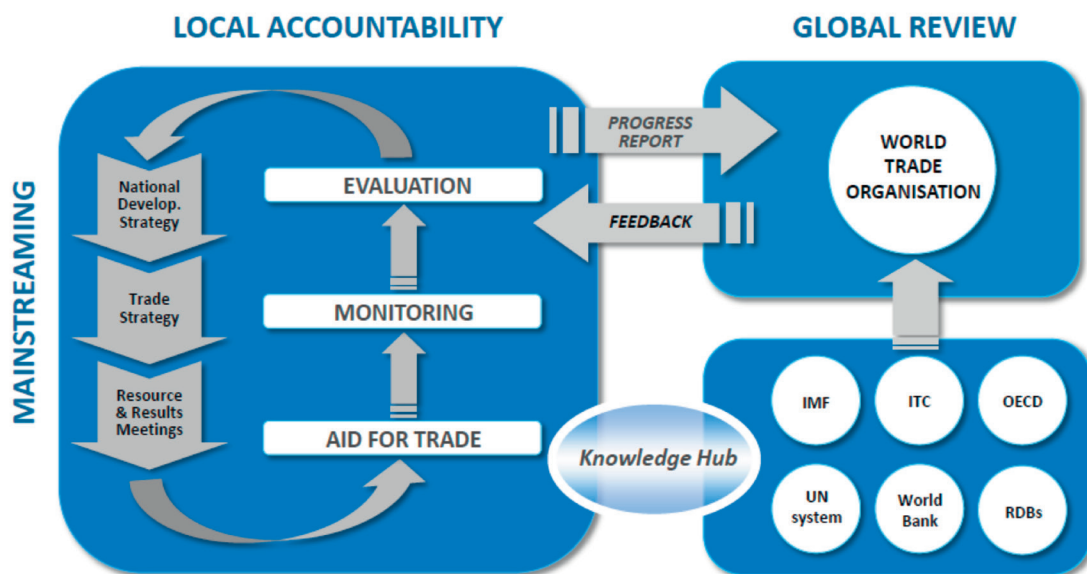 LOCAL ACCOUNTABILITY
GLOBAL REVIEW
MAINSTREAMING
National
Develop.
Strategy
Trade
Strategy
Resource
& Results
Meetings
EVALUATION
MONITORING
AID FOR TRADE
PROGRESS
REPORT
FEEDBACK
Knowledge Hub
WORLD
TRADE
ORGANISATION
IMF
ITC
OECD
UN
system
World
Bank
RDBs